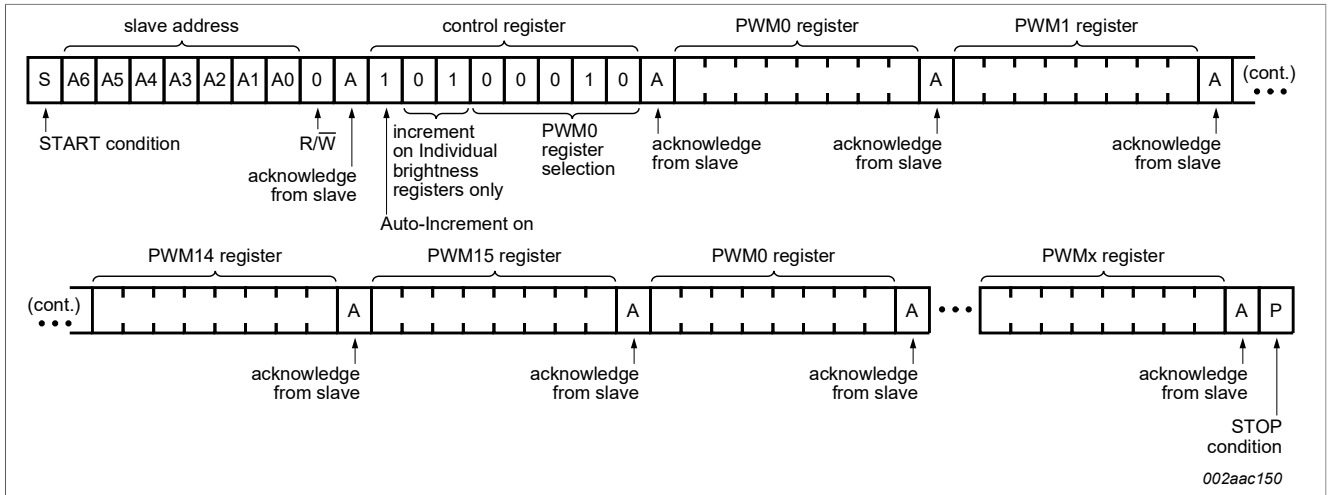 slave address control register PWM0 register PWM1 register
S A6 A5 A4 A3 A2 A1 A0 0 A 1 0 1 0 0 0 1 0 A A A (cont.)
START condition
R/W̅
acknowledge
from slave
Auto-Increment on
increment
on Individual
brightness
registers only
PWM0
register
selection
acknowledge
from slave
acknowledge
from slave
acknowledge
from slave
PWM14 register PWM15 register PWM0 register PWMx register
(cont.) A A A A P
acknowledge
from slave
acknowledge
from slave
acknowledge
from slave
acknowledge
from slave
STOP
condition
002aac150